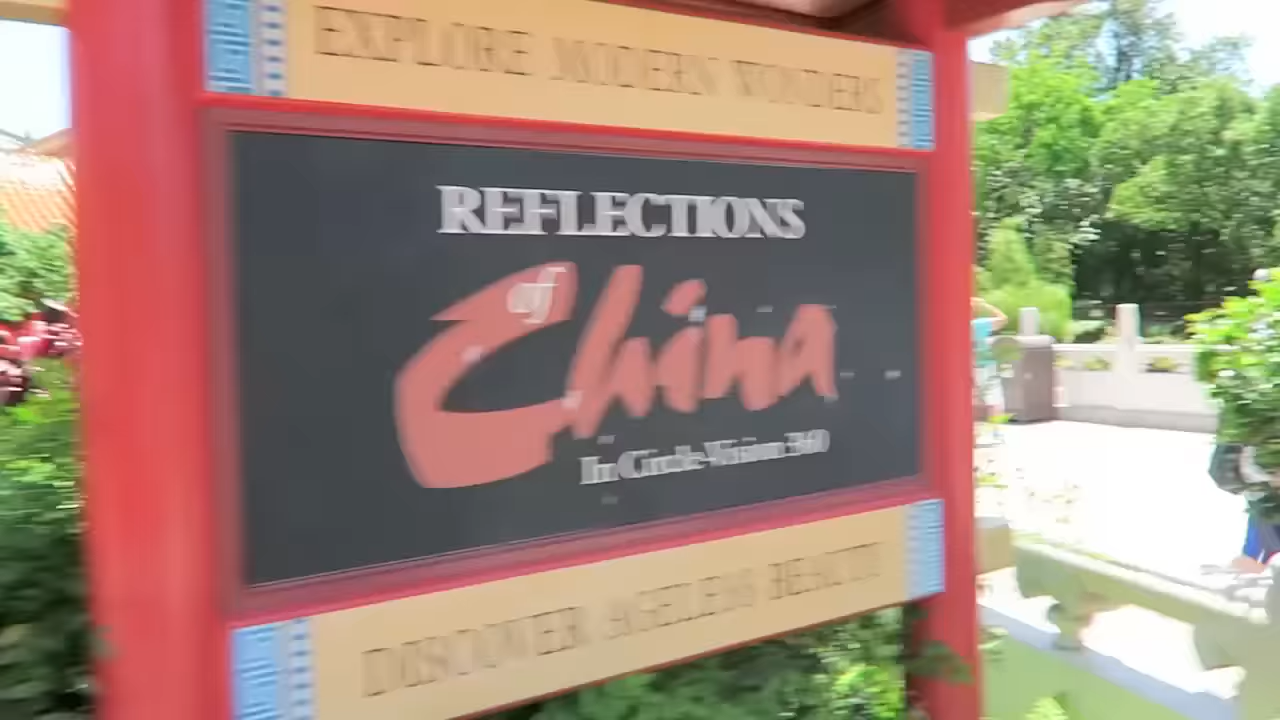 EXPLORE MODERN WONDERS
REFLECTIONS
of
China
In Circle-Vision 360
DISCOVER AGELESS BEAUTY